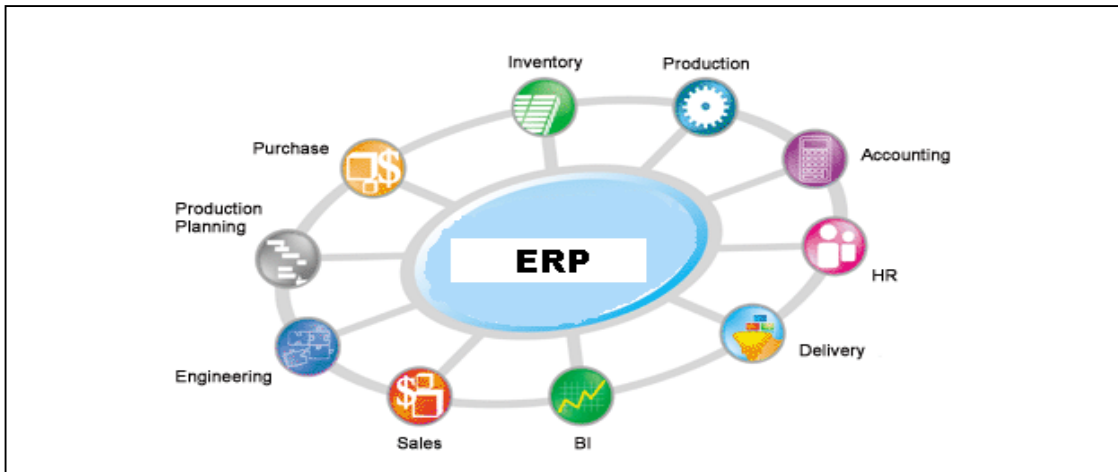 Inventory
Production
Purchase
Accounting
Production
Planning
ERP
HR
Delivery
Engineering
Sales
BI
$
$